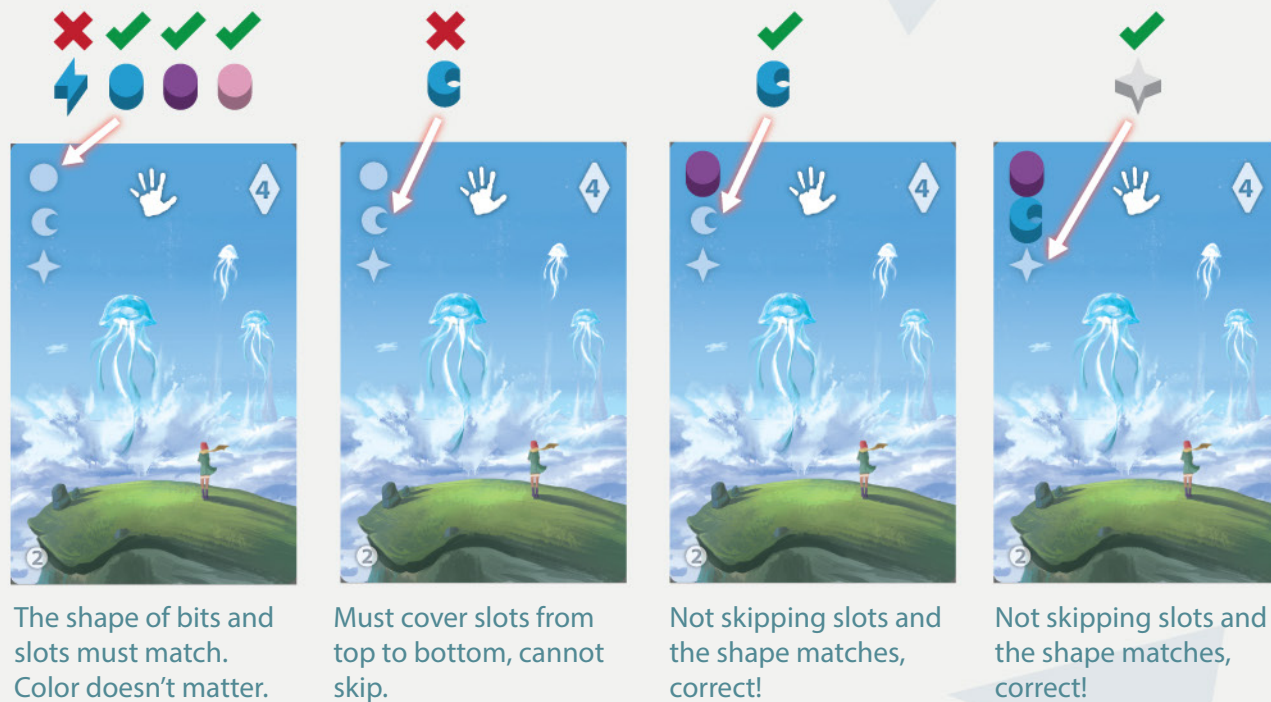 4
2
The shape of bits and
slots must match.
Color doesn’t matter.
4
2
Must cover slots from
top to bottom, cannot
skip.
4
2
Not skipping slots and
the shape matches,
correct!
4
2
Not skipping slots and
the shape matches,
correct!